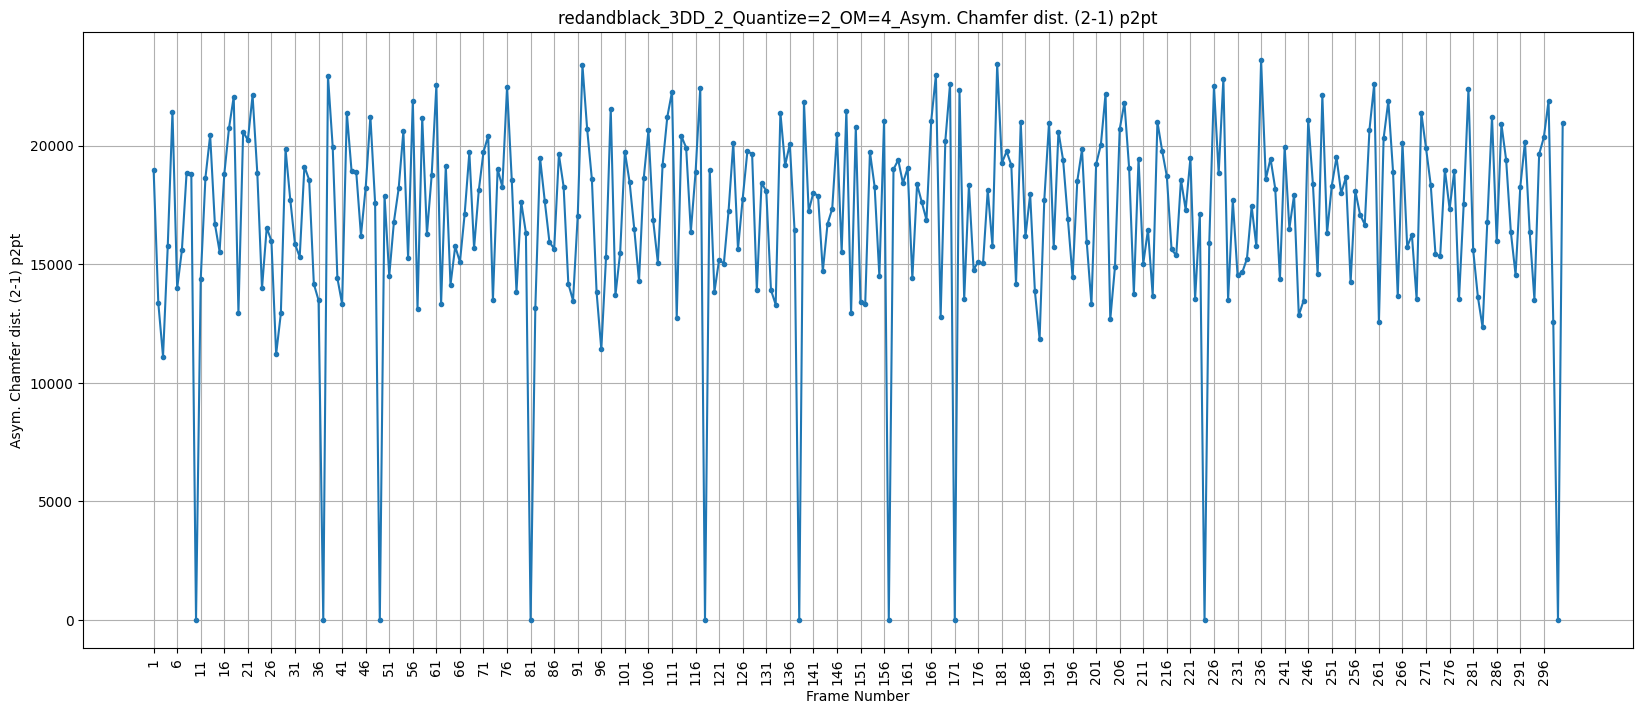 redandblack_3DD_2_Quantize=2_OM=4_Asym. Chamfer dist. (2-1) p2pt
Asym. Chamfer dist. (2-1) p2pt
20000
15000
10000
5000
0
1 6 11 16 21 26 31 36 41 46 51 56 61 66 71 76 81 86 91 96 101 106 111 116 121 126 131 136 141 146 151 156 161 166 171 176 181 186 191 196 201 206 211 216 221 226 231 236 241 246 251 256 261 266 271 276 281 286 291 296
Frame Number